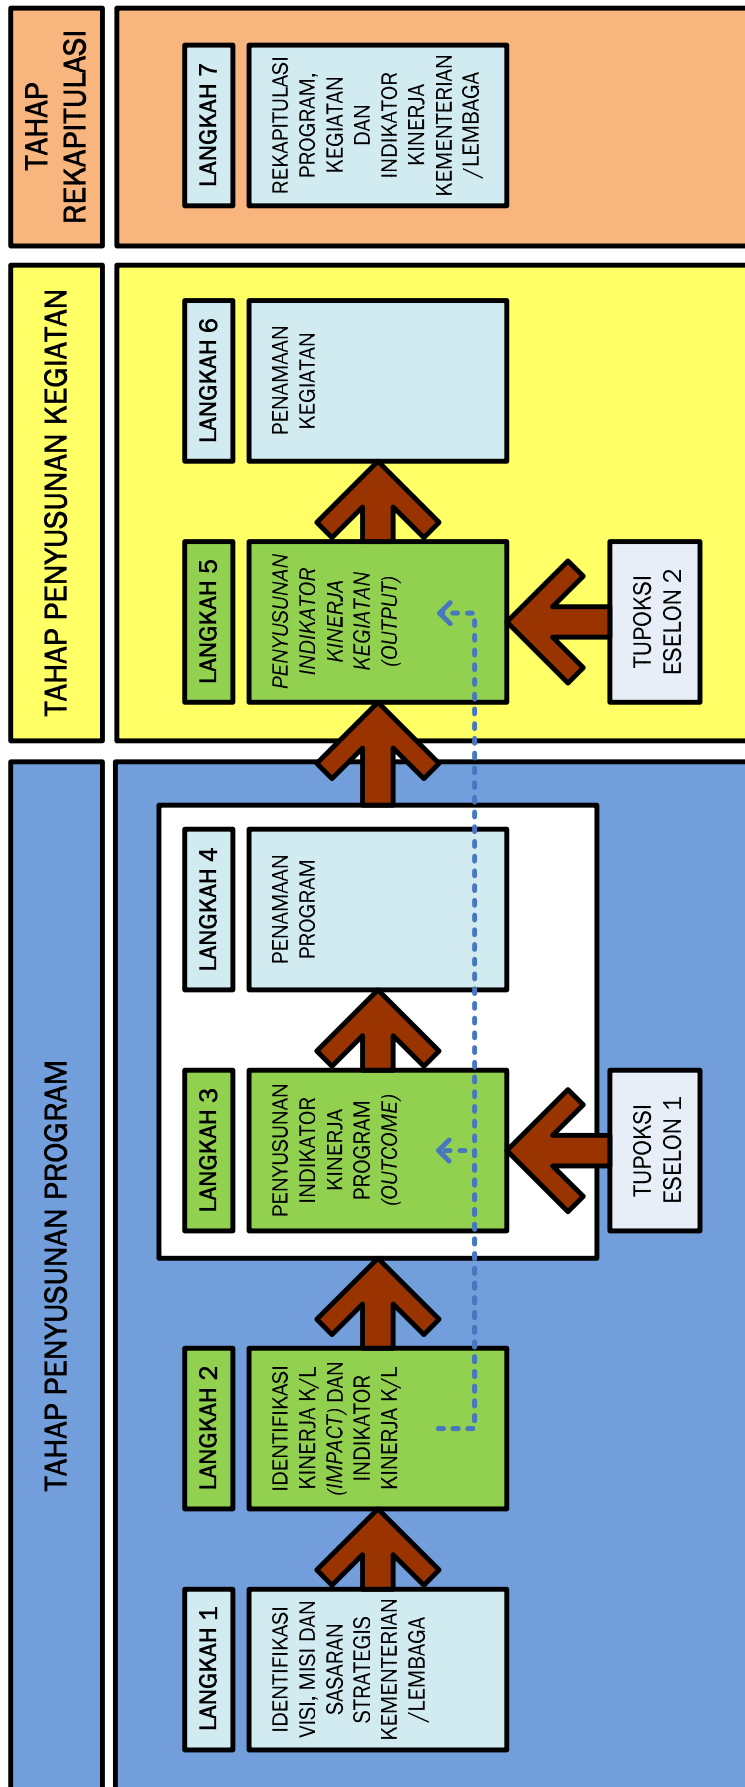 TAHAP PENYUSUNAN PROGRAM
TAHAP PENYUSUNAN KEGIATAN
TAHAP
REKAPITULASI
LANGKAH 1
IDENTIFIKASI
VISI, MISI DAN
SASARAN
STRATEGIS
KEMENTERIAN
/LEMBAGA
LANGKAH 2
IDENTIFIKASI
KINERJA K/L
(IMPACT) DAN
INDIKATOR
KINERJA K/L
LANGKAH 3
PENYUSUNAN
INDIKATOR
KINERJA
PROGRAM
(OUTCOME)
LANGKAH 4
PENAMAAN
PROGRAM
LANGKAH 5
PENYUSUNAN
INDIKATOR
KINERJA
KEGIATAN
(OUTPUT)
LANGKAH 6
PENAMAAN
KEGIATAN
LANGKAH 7
REKAPITULASI
PROGRAM,
KEGIATAN
DAN
INDIKATOR
KINERJA
KEMENTERIAN
/LEMBAGA
TUPOKSI
ESELON 1
TUPOKSI
ESELON 2